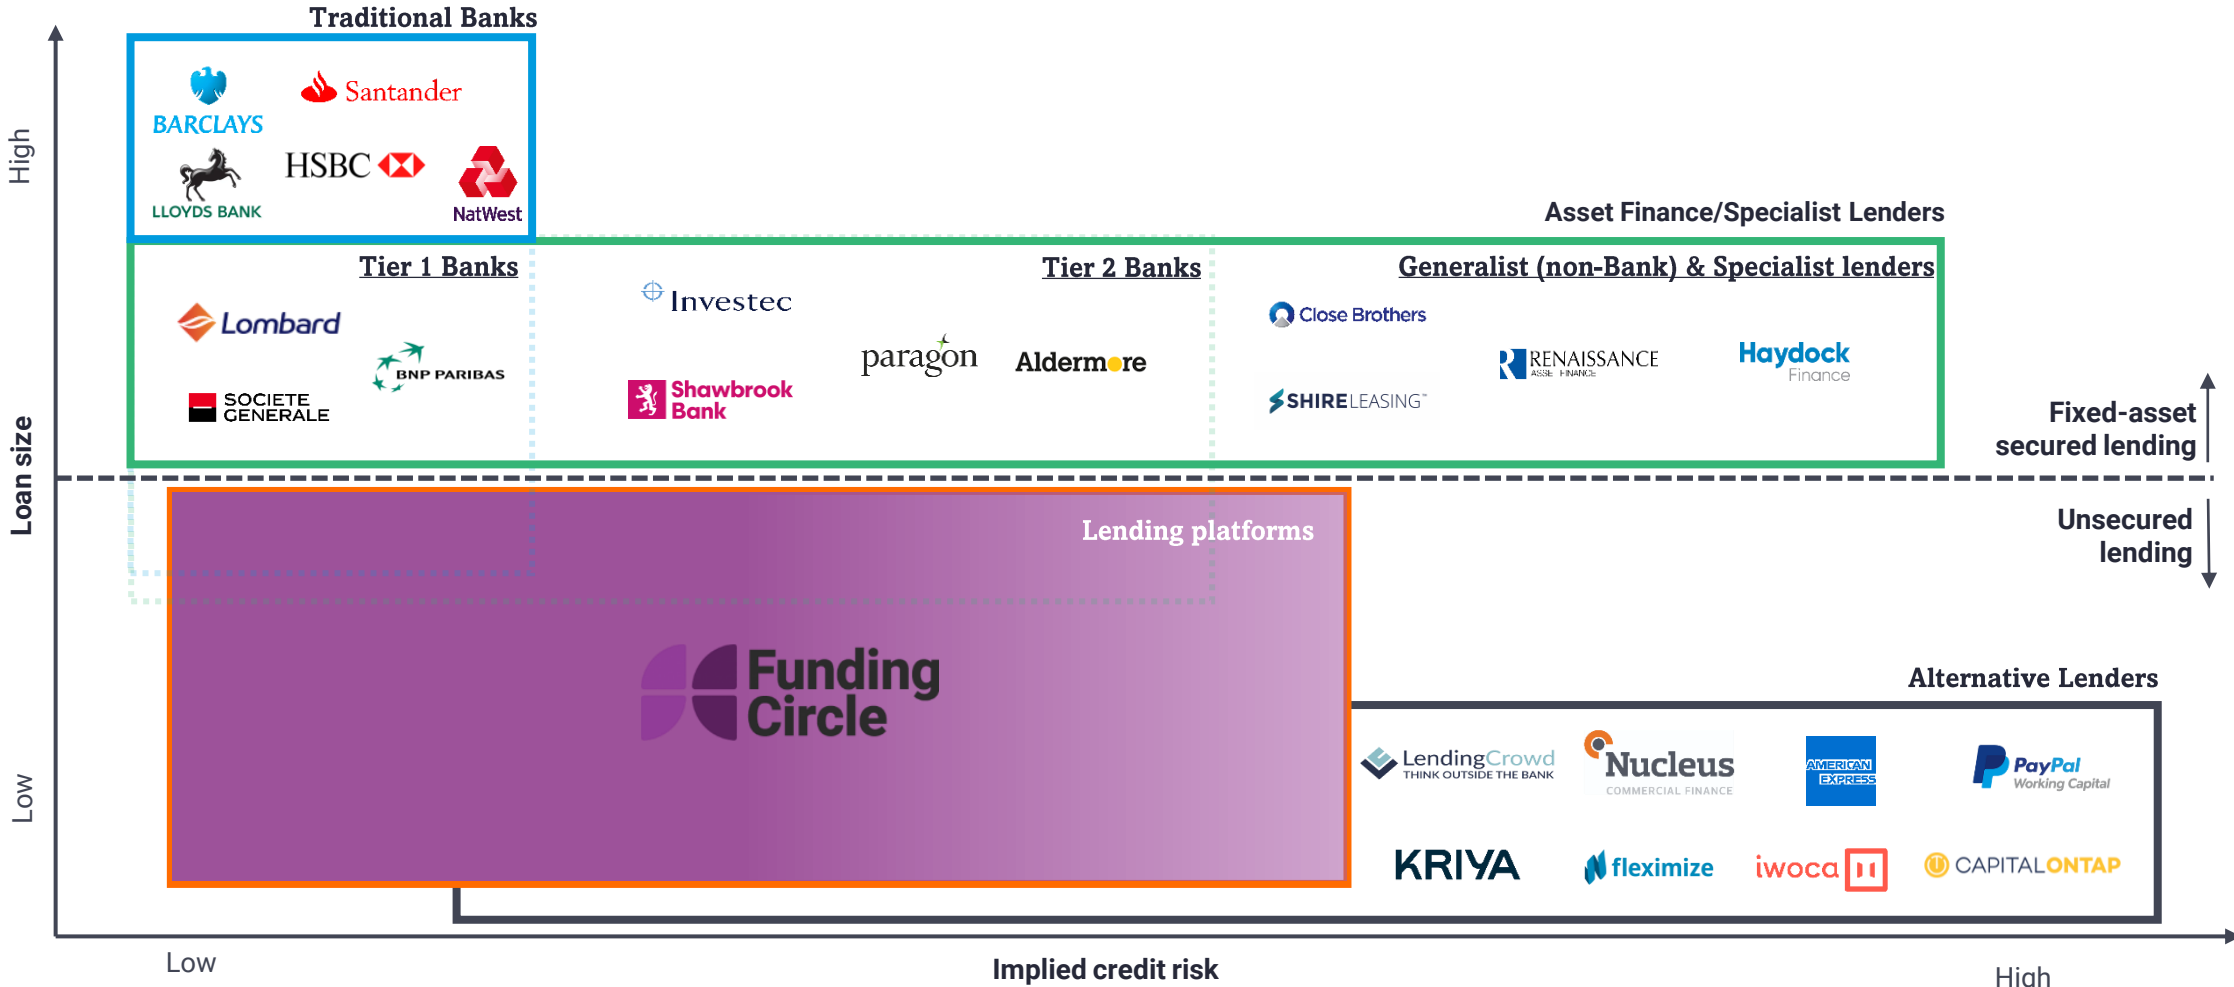 Traditional Banks
BARCLAYS
Santander
LLOYDS BANK
HSBC
NatWest
High
Loan size
Low
Asset Finance/Specialist Lenders
Tier 1 Banks
Lombard
BNP PARIBAS
SOCIETE
GENERALE
Tier 2 Banks
Investec
paragon
Aldermore
Shawbrook
Bank
Generalist (non-Bank) & Specialist lenders
Close Brothers
RENAISSANCE
ASSET FINANCE
Haydock
Finance
SHIRELEASING
Fixed-asset
secured lending
Unsecured
lending
Lending platforms
Funding
Circle
Alternative Lenders
LendingCrowd
THINK OUTSIDE THE BANK
Nucleus
COMMERCIAL FINANCE
AMERICAN
EXPRESS
PayPal
Working Capital
KRIYA
fleximize
iwoca
CAPITALONTAP
Low
Implied credit risk
High